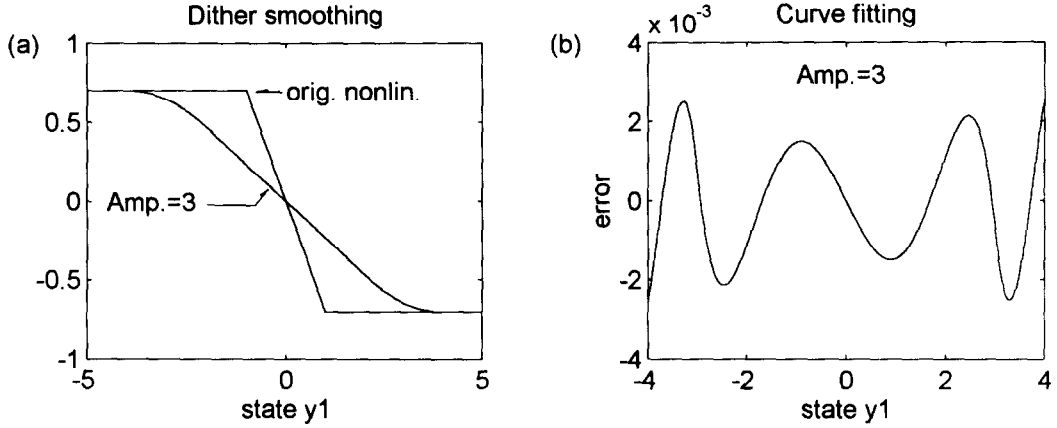 Dither smoothing
(a)
1
0.5
0
-0.5
-1
orig. nonlin.
Amp.=3
-5
0
5
state y1
Curve fitting
(b)
x 10^-3
4
2
0
-2
-4
error
Amp.=3
-4
-2
0
2
4
state y1